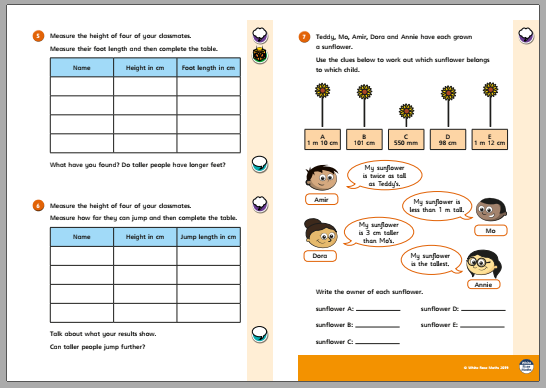 5 Measure the height of four of your classmates.
Measure their foot length and then complete the table.
Name Height in cm Foot length in cm
What have you found? Do taller people have longer feet?
6 Measure the height of four of your classmates.
Measure how far they can jump and then complete the table.
Name Height in cm Jump length in cm
Talk about what your results show.
Can taller people jump further?
7 Teddy, Mo, Amir, Dora and Annie have each grown
a sunflower.
Use the clues below to work out which sunflower belongs
to which child.
A B C D E
1 m 10 cm 101 cm 550 mm 98 cm 1 m 12 cm
My sunflower
is twice as tall
as Teddy's.
Amir
My sunflower is
less than 1 m tall.
Mo
My sunflower
is 3 cm taller
than Mo's.
Dora
My sunflower
is the tallest.
Annie
Write the owner of each sunflower.
sunflower A: sunflower D:
sunflower B: sunflower E:
sunflower C:
© White Rose Maths 2019